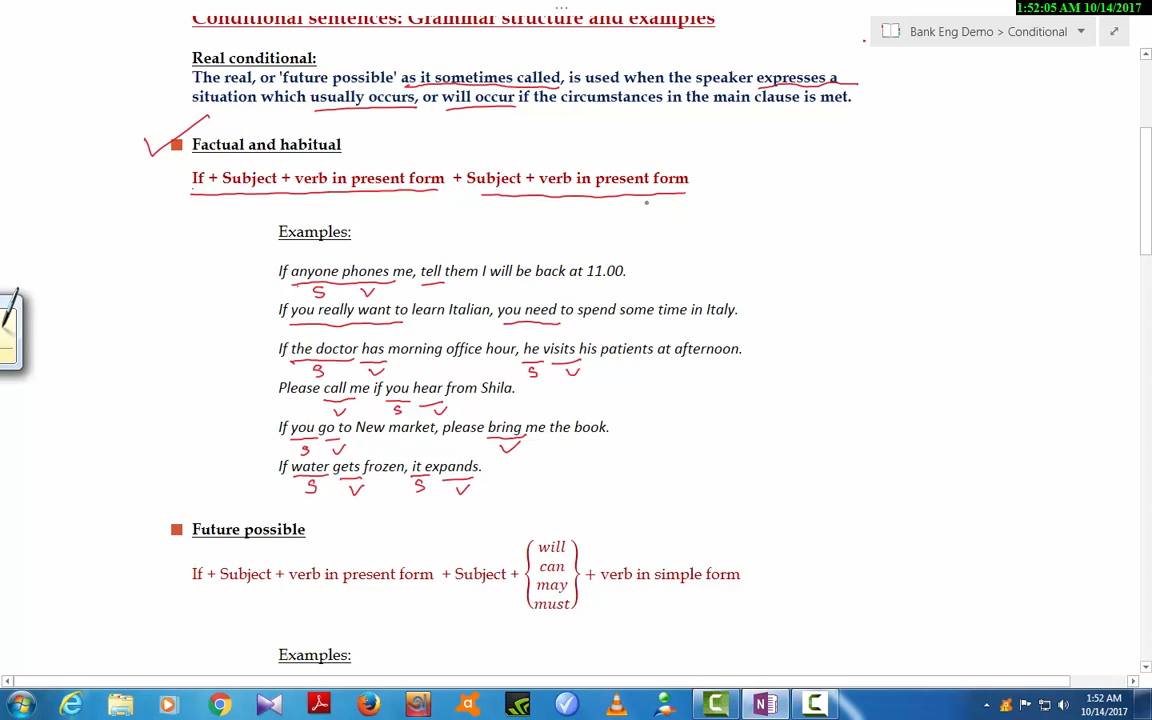 1:52:05 AM 10/14/2017
Conditional sentences: Grammar structure and examples
Bank Eng Demo > Conditional
Real conditional:
The real, or 'future possible' as it sometimes called, is used when the speaker expresses a
situation which usually occurs, or will occur if the circumstances in the main clause is met.
Factual and habitual
If + Subject + verb in present form + Subject + verb in present form
Examples:
If anyone phones me, tell them I will be back at 11.00.
S V
If you really want to learn Italian, you need to spend some time in Italy.
If the doctor has morning office hour, he visits his patients at afternoon.
S V S V
Please call me if you hear from Shila.
V S V
If you go to New market, please bring me the book.
S V V
If water gets frozen, it expands.
S V S V
Future possible
will
can
If + Subject + verb in present form + Subject + + verb in simple form
may
must
Examples:
1:52 AM
10/14/2017